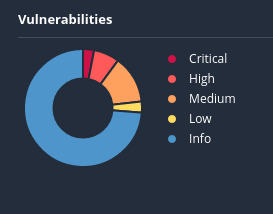 Vulnerabilities
Critical
High
Medium
Low
Info